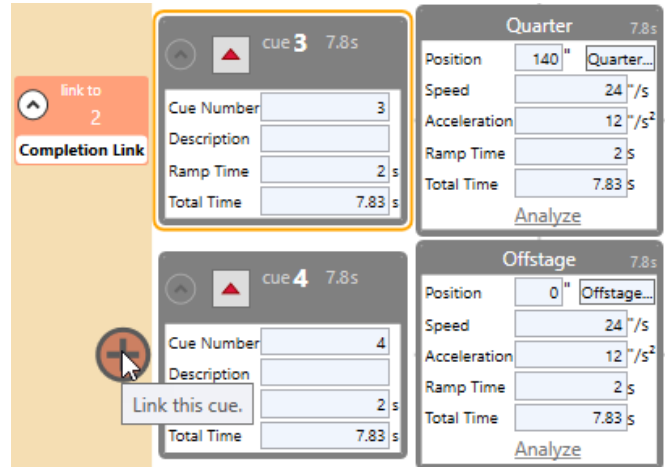 link to
2
Completion Link
cue 3 7.8s
Cue Number 3
Description
Ramp Time 2 s
Total Time 7.83 s
Quarter 7.8s
Position 140 " Quarter...
Speed 24 "/s
Acceleration 12 "/s²
Ramp Time 2 s
Total Time 7.83 s
Analyze
cue 4 7.8s
Cue Number 4
Description
2 s
Total Time 7.83 s
Link this cue.
Offstage 7.8s
Position 0 " Offstage...
Speed 24 "/s
Acceleration 12 "/s²
Ramp Time 2 s
Total Time 7.83 s
Analyze